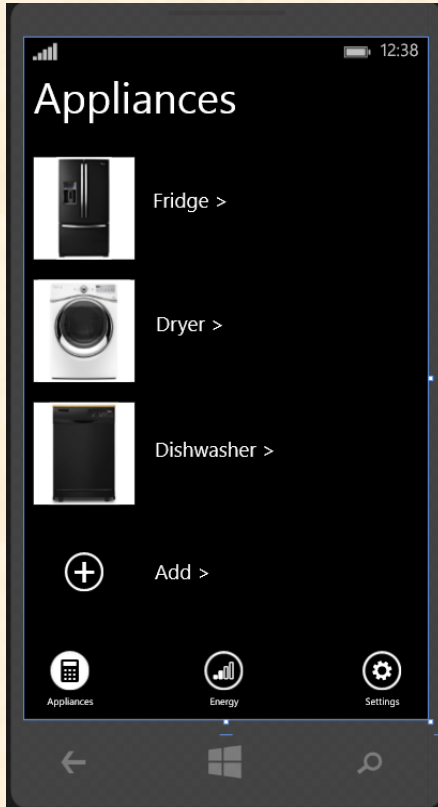 12:38
Appliances
Fridge >
Dryer >
Dishwasher >
Add >
Appliances Energy Settings